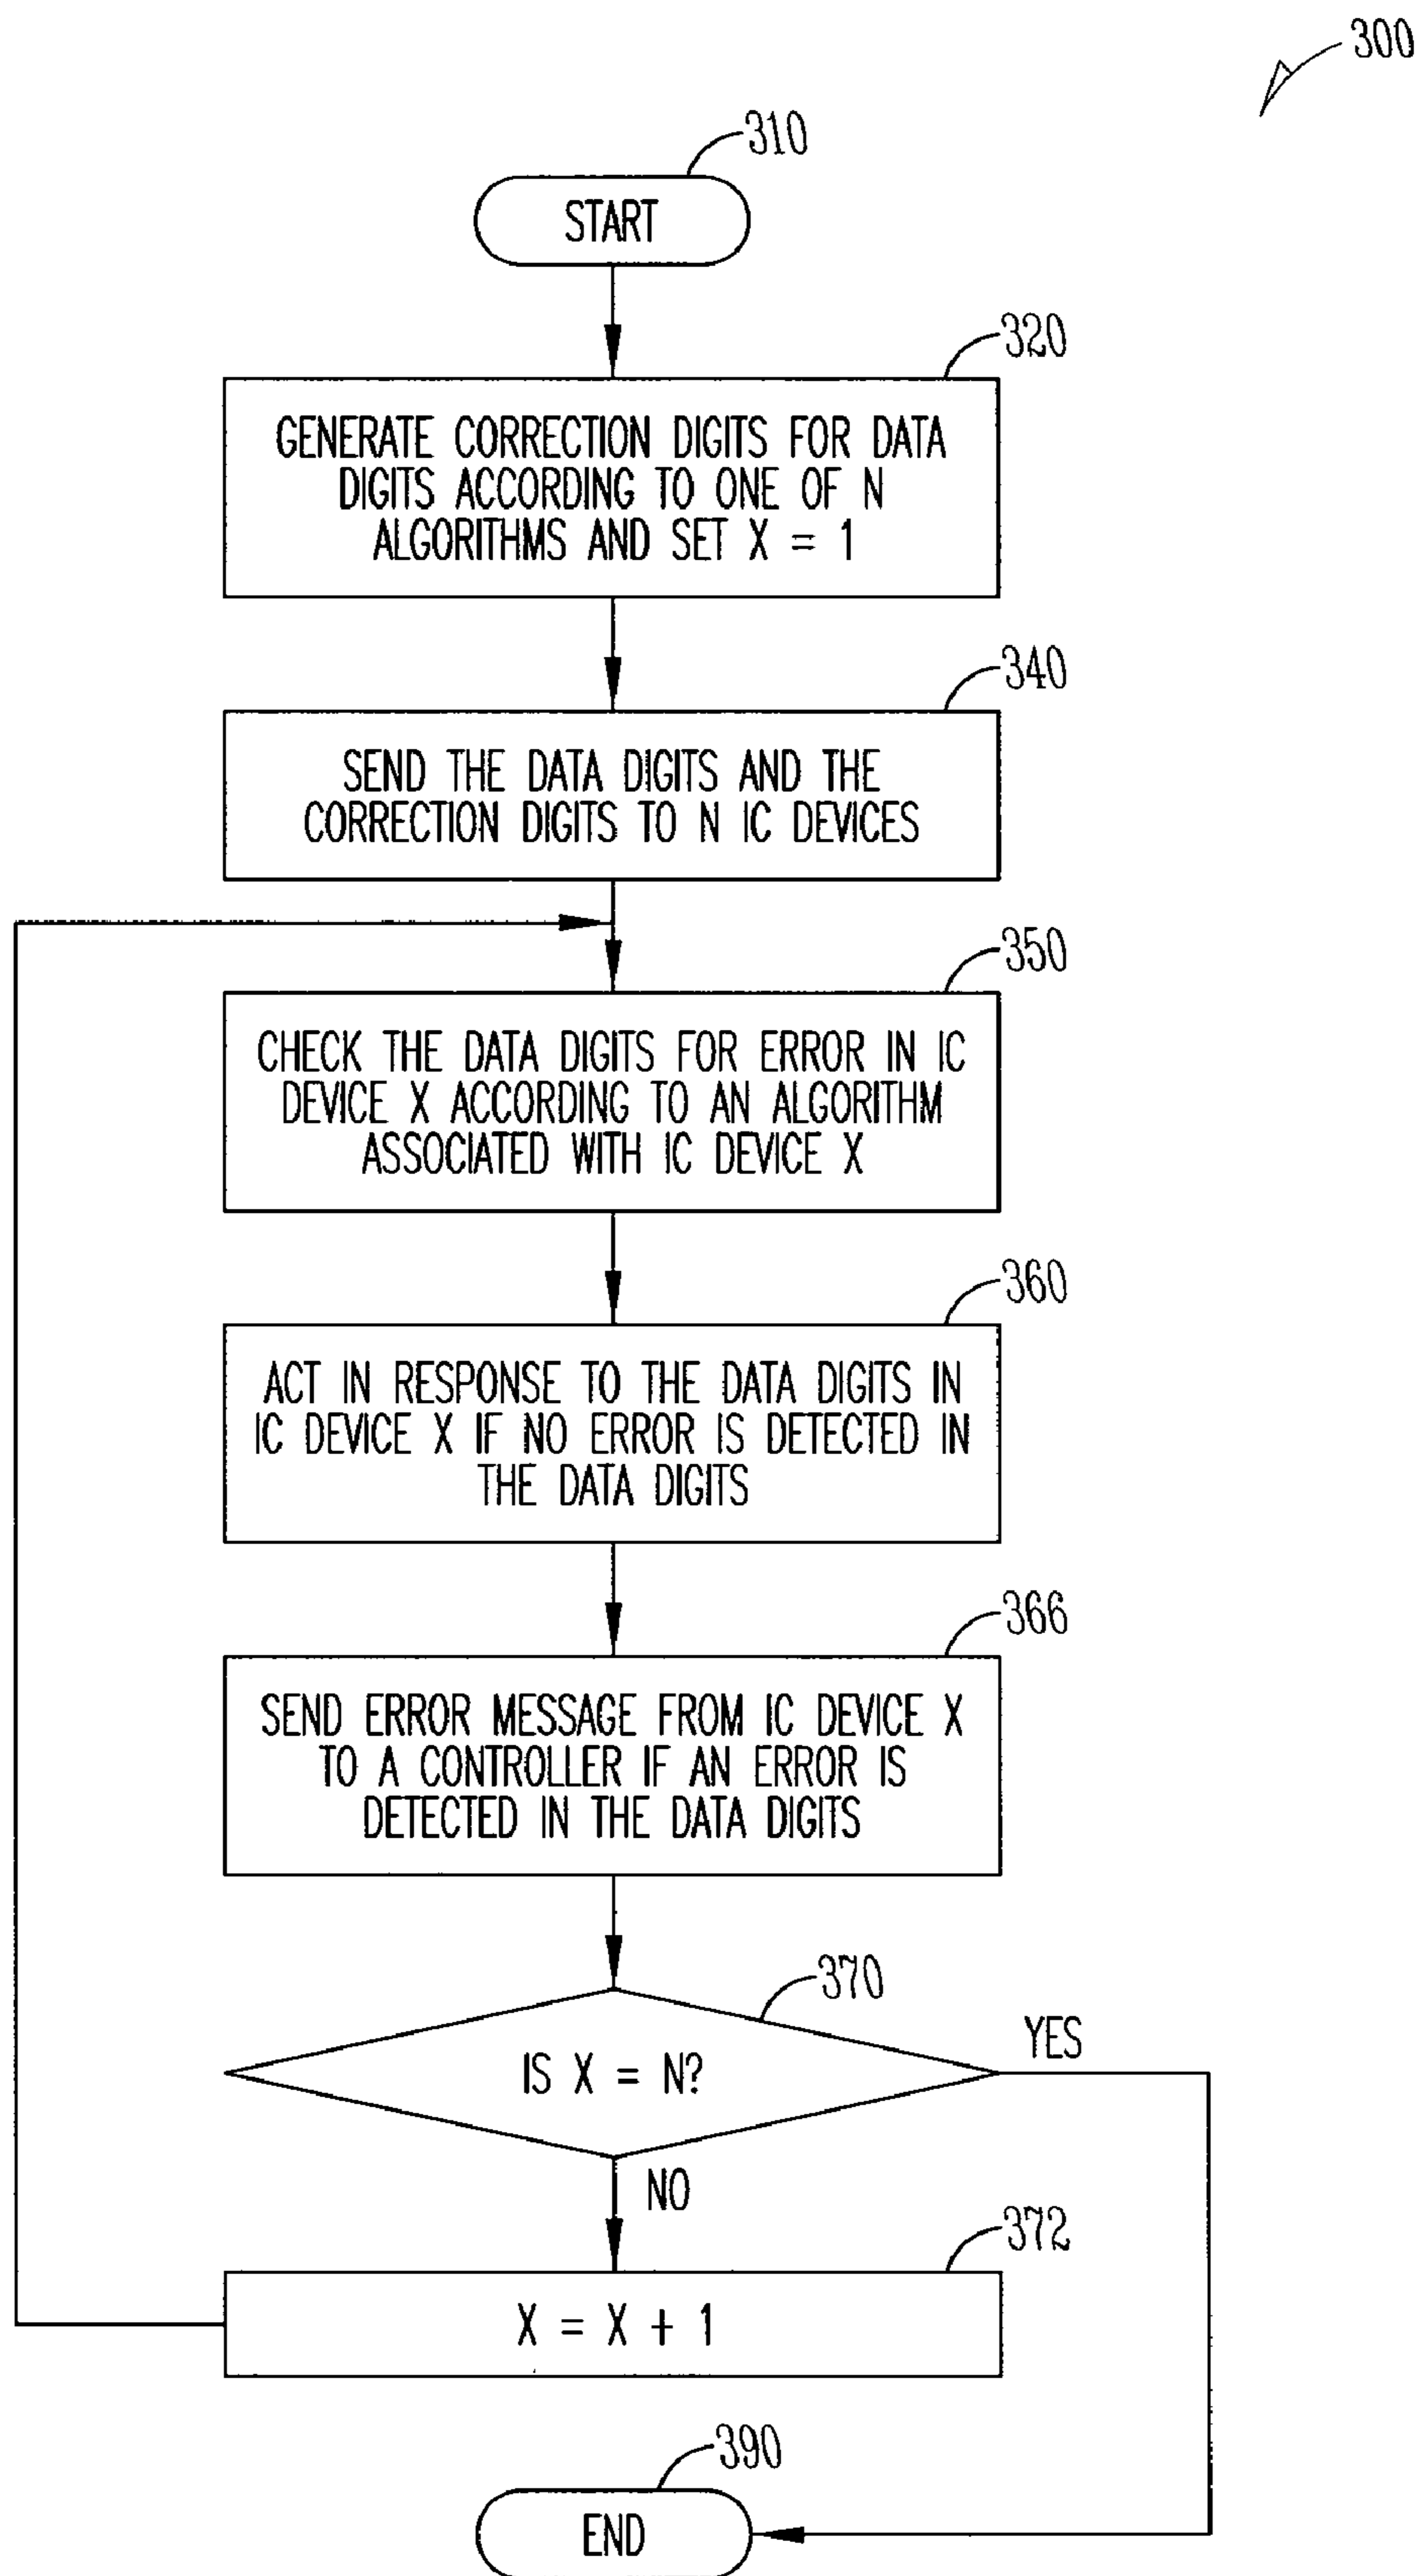 300
310
START
320
GENERATE CORRECTION DIGITS FOR DATA
DIGITS ACCORDING TO ONE OF N
ALGORITHMS AND SET X = 1
340
SEND THE DATA DIGITS AND THE
CORRECTION DIGITS TO N IC DEVICES
350
CHECK THE DATA DIGITS FOR ERROR IN IC
DEVICE X ACCORDING TO AN ALGORITHM
ASSOCIATED WITH IC DEVICE X
360
ACT IN RESPONSE TO THE DATA DIGITS IN
IC DEVICE X IF NO ERROR IS DETECTED IN
THE DATA DIGITS
366
SEND ERROR MESSAGE FROM IC DEVICE X
TO A CONTROLLER IF AN ERROR IS
DETECTED IN THE DATA DIGITS
370
YES
IS X = N?
NO
372
X = X + 1
390
END